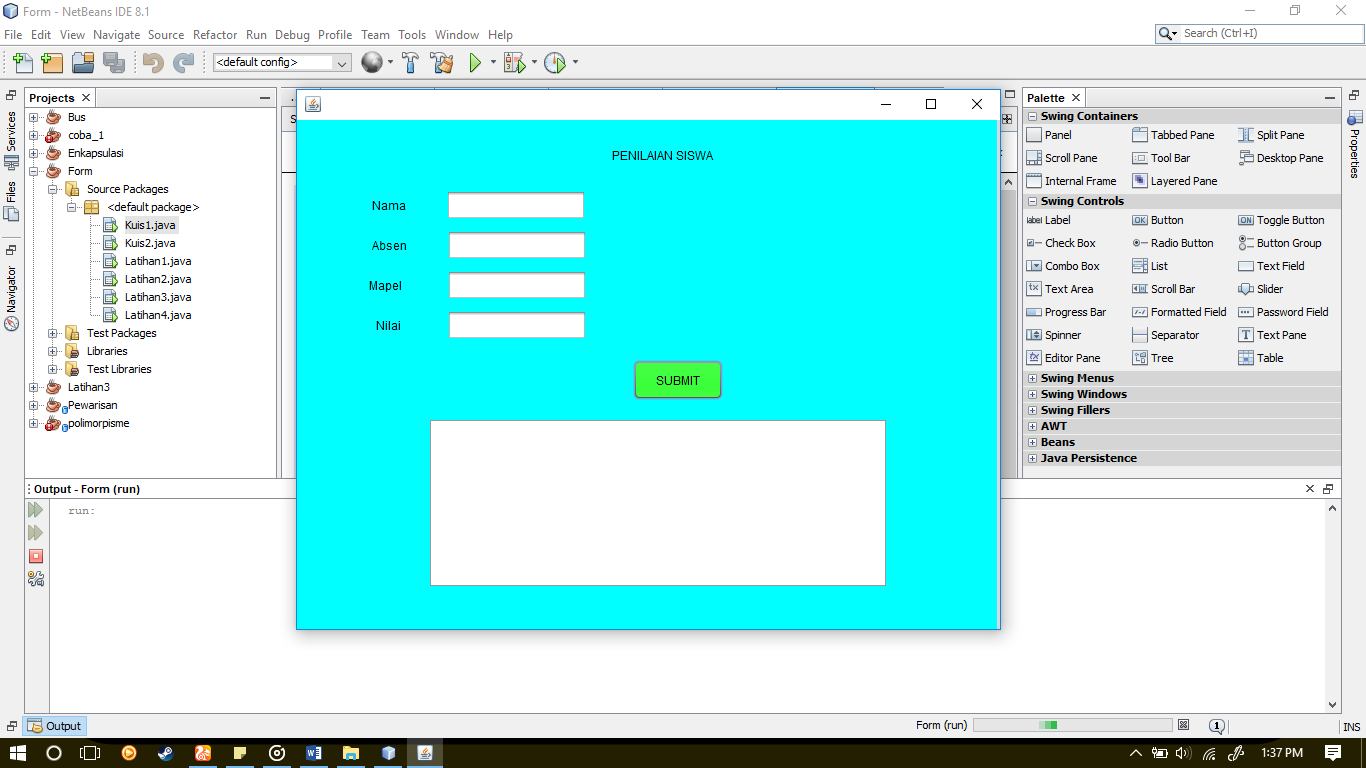 Form - NetBeans IDE 8.1
File Edit View Navigate Source Refactor Run Debug Profile Team Tools Window Help
Search (Ctrl+I)
<default config>
Services
Files
Navigator
Projects
Bus
coba_1
Enkapsulasi
Form
Source Packages
<default package>
Kuis1.java
Kuis2.java
Latihan1.java
Latihan2.java
Latihan3.java
Latihan4.java
Test Packages
Libraries
Test Libraries
Latihan3
Pewarisan
polimorpisme
PENILAIAN SISWA
Nama
Absen
Mapel
Nilai
SUBMIT
Palette
Swing Containers
Panel Tabbed Pane Split Pane
Scroll Pane Tool Bar Desktop Pane
Internal Frame Layered Pane
Swing Controls
label Label OK Button ON Toggle Button
Check Box Radio Button Button Group
Combo Box List Text Field
Text Area Scroll Bar Slider
Progress Bar Formatted Field Password Field
Spinner Separator Text Pane
Editor Pane Tree Table
Swing Menus
Swing Windows
Swing Fillers
AWT
Beans
Java Persistence
Properties
Output - Form (run)
run:
Output
Form (run)
1
INS
1:37 PM